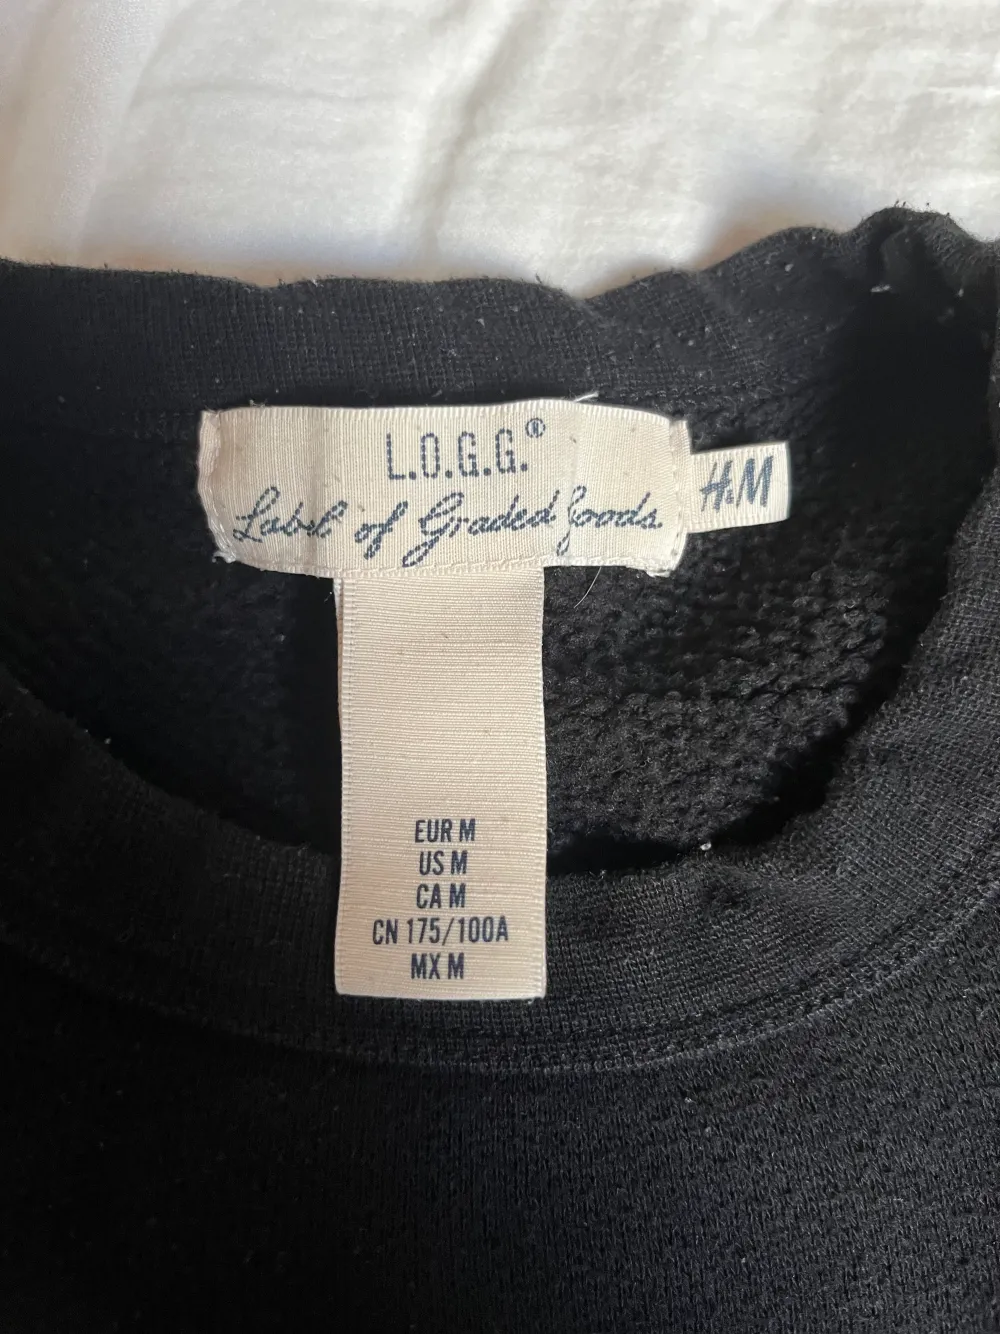 L.O.G.G.®
Label of Graded Goods.
H&M
EUR M
US M
CA M
CN 175/100A
MX M